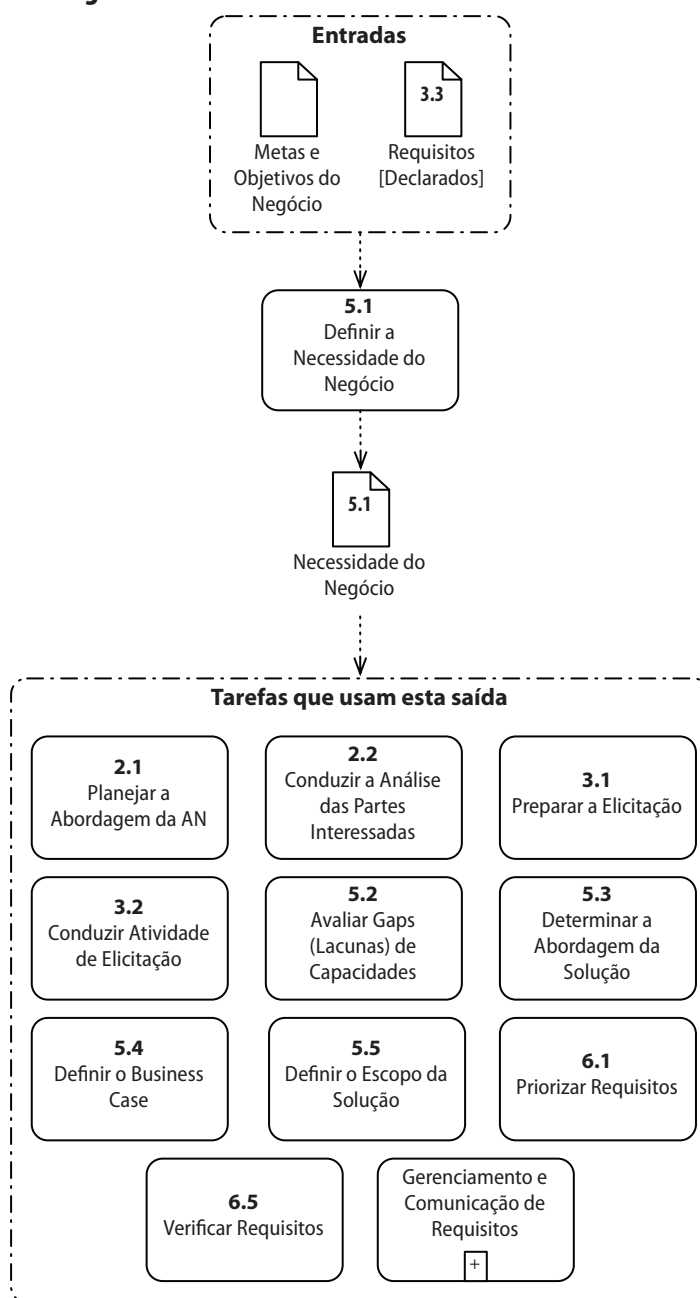 Entradas
3.3
Metas e
Objetivos do
Negócio
Requisitos
[Declarados]
5.1
Definir a
Necessidade do
Negócio
5.1
Necessidade do
Negócio
Tarefas que usam esta saída
2.1
Planejar a
Abordagem da AN
2.2
Conduzir a Análise
das Partes
Interessadas
3.1
Preparar a Elicitação
3.2
Conduzir Atividade
de Elicitação
5.2
Avaliar Gaps
(Lacunas) de
Capacidades
5.3
Determinar a
Abordagem da
Solução
5.4
Definir o Business
Case
5.5
Definir o Escopo da
Solução
6.1
Priorizar Requisitos
6.5
Verificar Requisitos
Gerenciamento e
Comunicação de
Requisitos
+